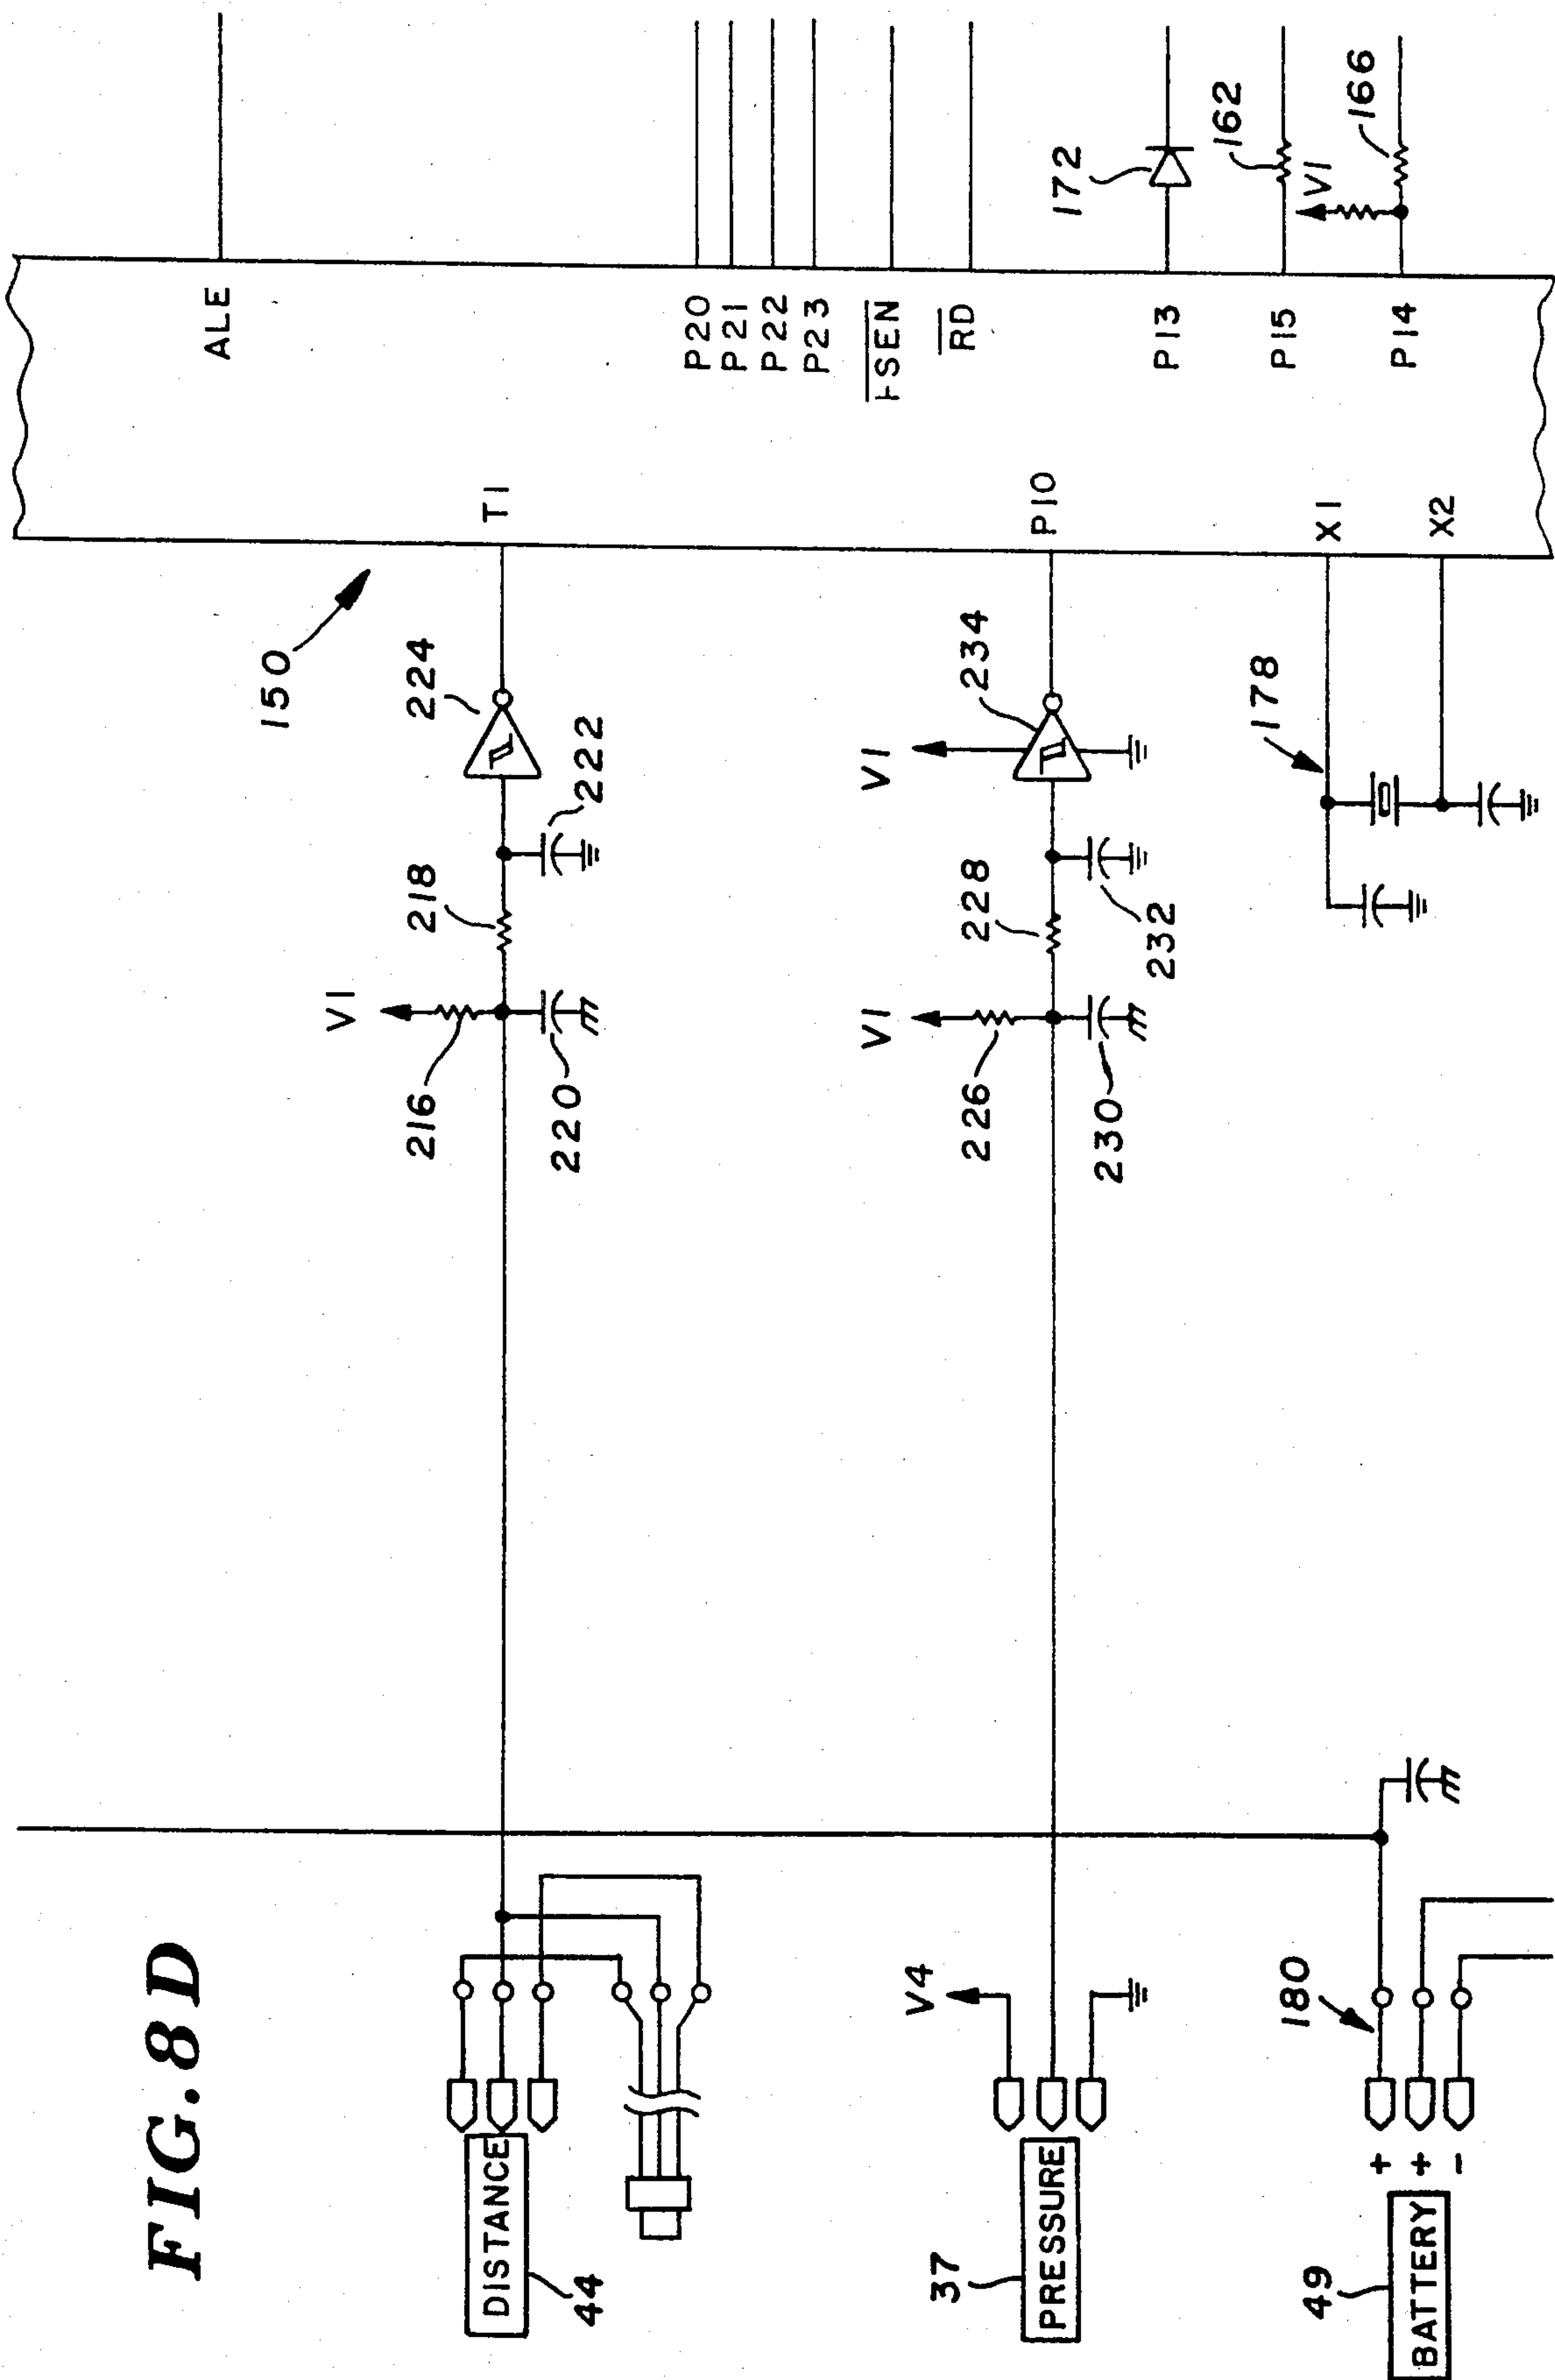 FIG. 8D
ALE
150
V1
216
218
224
DISTANCE
T1
44
220
222
P20
P21
P22
P23
V1
SEN
V4
37
226
228
234
RD
PRESSURE
P10
172
230
232
P13
162
178
P15
180
V1
49
X1
166
+
P14
BATTERY +
X2
-